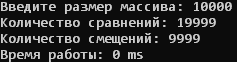 Введите размер массива: 10000
Количество сравнений: 19999
Количество смещений: 9999
Время работы: 0 ms